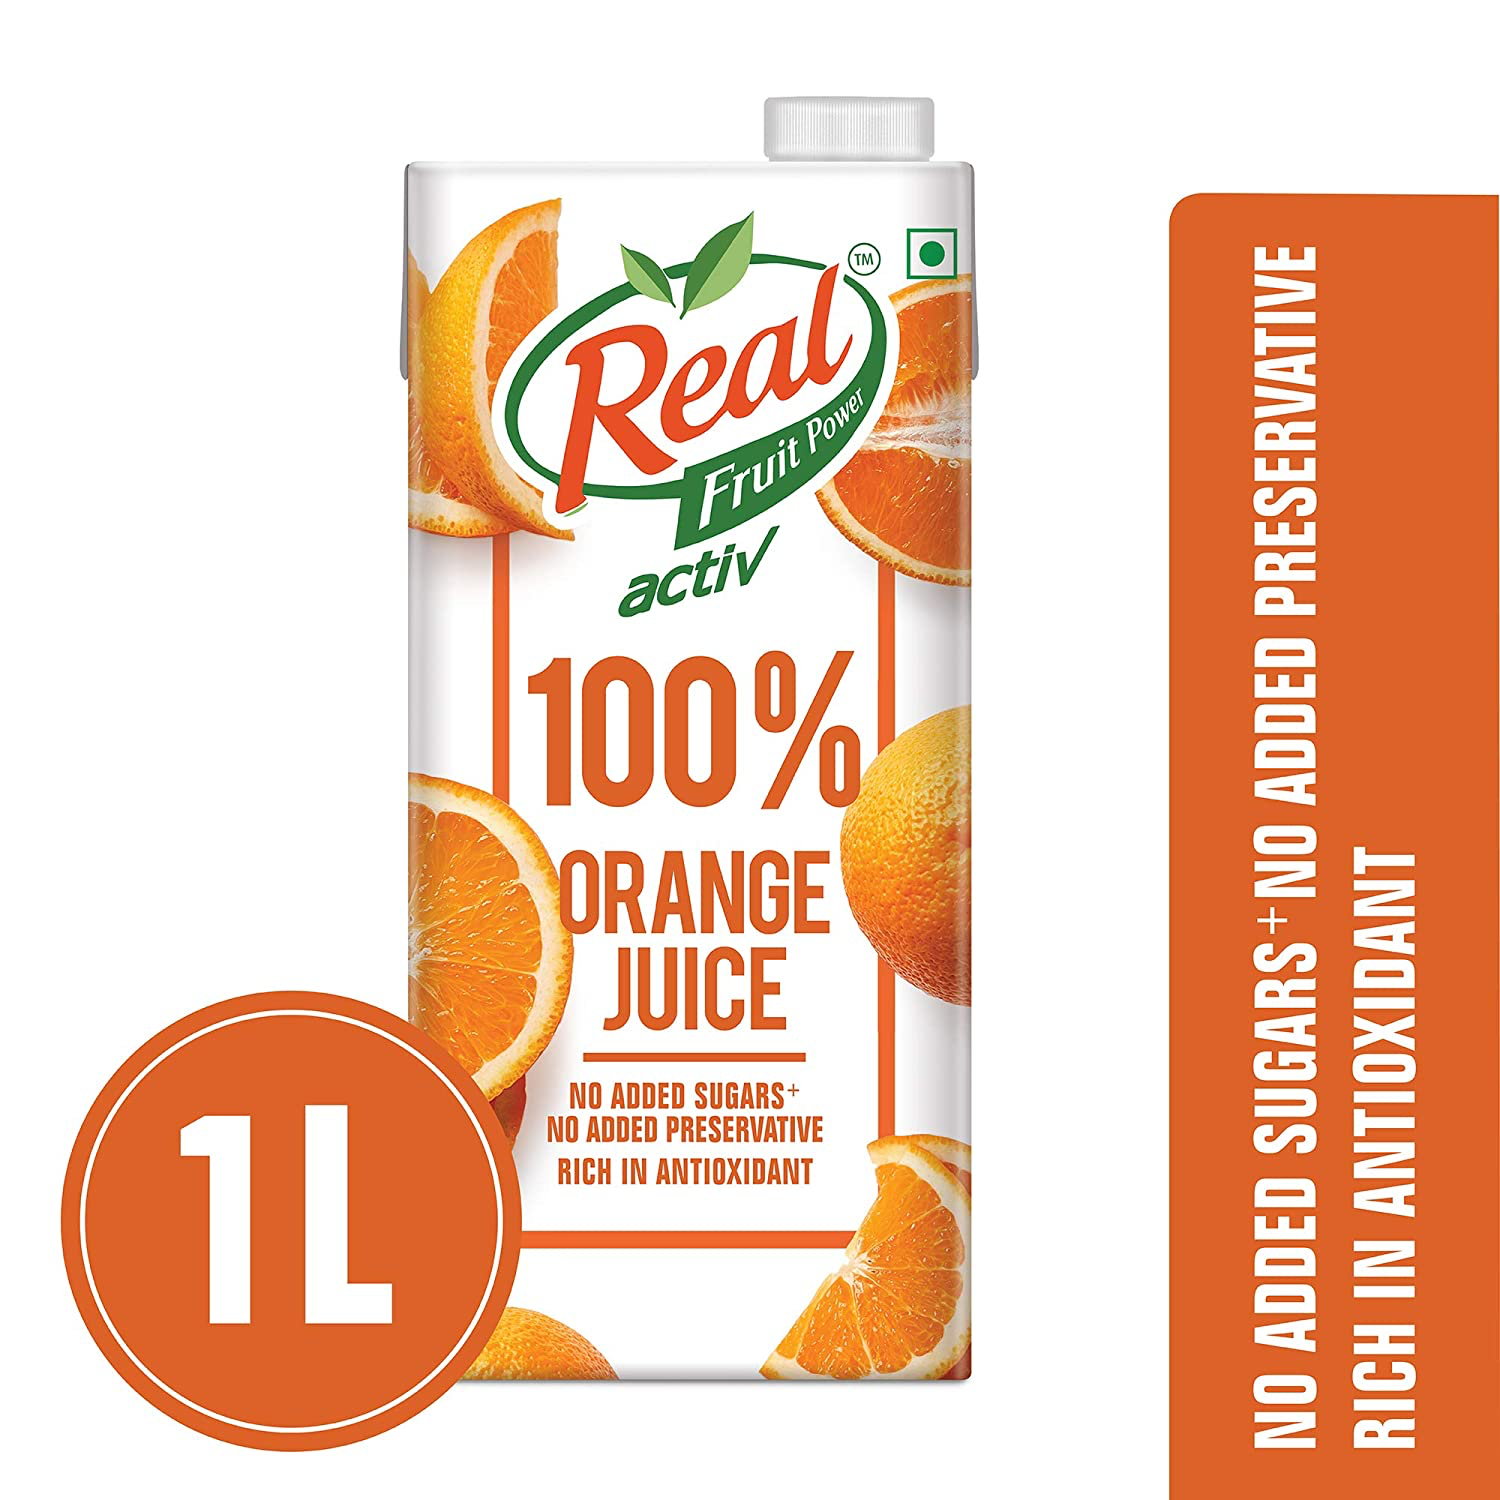 Real
TM
Fruit Power
activ
100%
ORANGE
JUICE
NO ADDED SUGARS+
NO ADDED PRESERVATIVE
RICH IN ANTIOXIDANT
1L
NO ADDED SUGARS+NO ADDED PRESERVATIVE
RICH IN ANTIOXIDANT